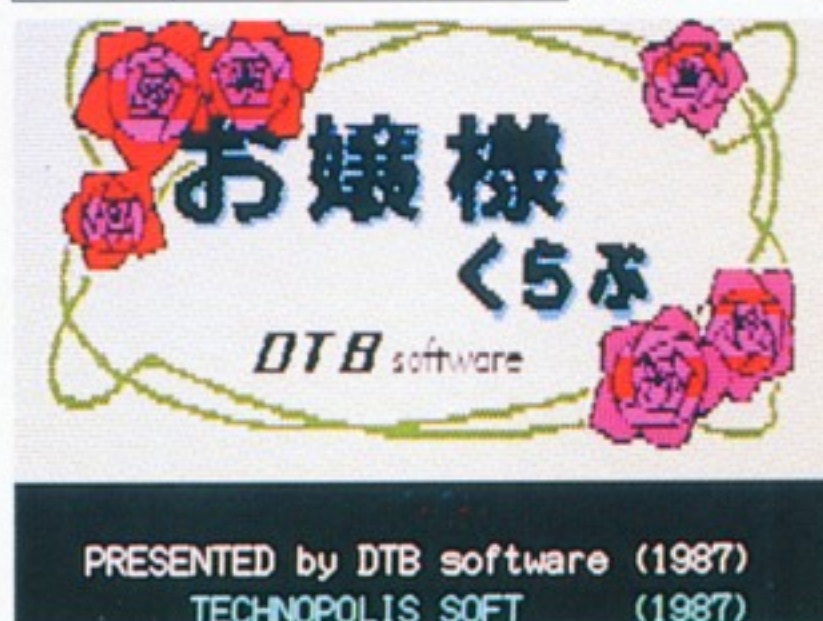 お嬢様
くらぶ
DTB software
PRESENTED by DTB software (1987)
TECHNOPOLIS SOFT (1987)